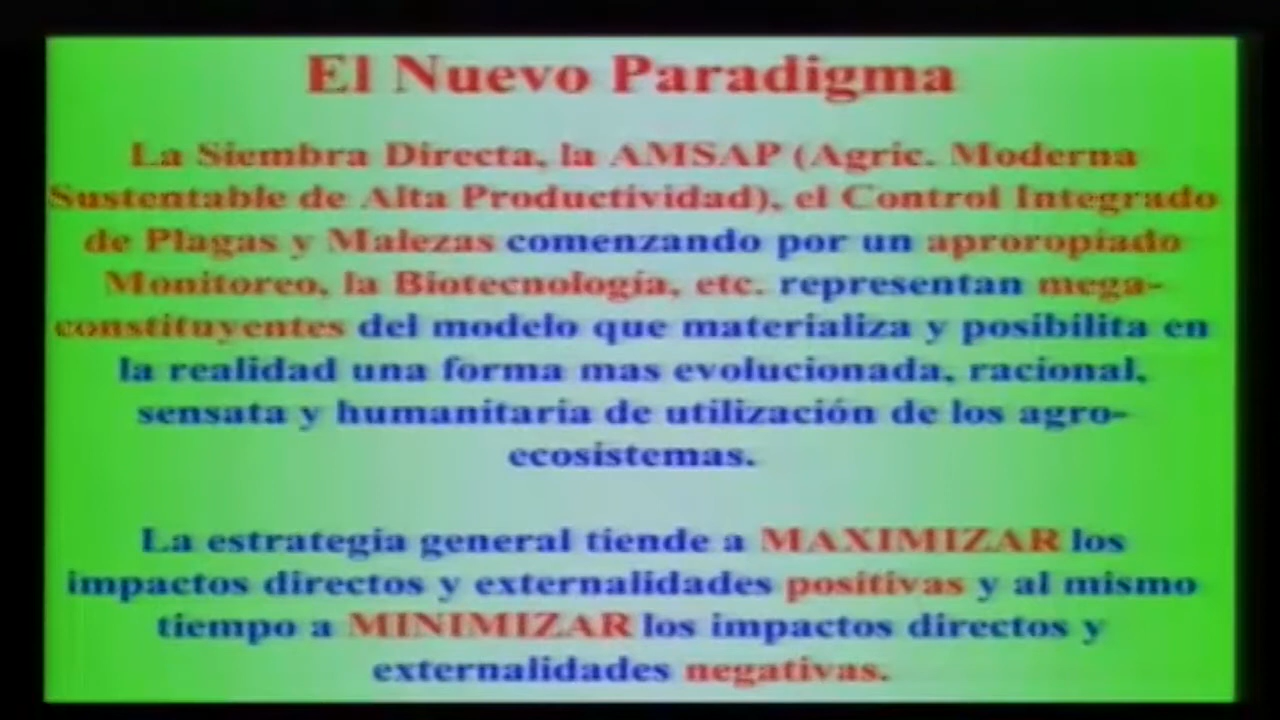 El Nuevo Paradigma
La Siembra Directa, la AMSAP (Agric. Moderna
Sustentable de Alta Productividad), el Control Integrado
de Plagas y Malezas comenzando por un aproropiado
Monitoreo, la Biotecnología, etc. representan mega-
constituyentes del modelo que materializa y posibilita en
la realidad una forma mas evolucionada, racional,
sensata y humanitaria de utilización de los agro-
ecosistemas.
La estrategia general tiende a MAXIMIZAR los
impactos directos y externalidades positivas y al mismo
tiempo a MINIMIZAR los impactos directos y
externalidades negativas.